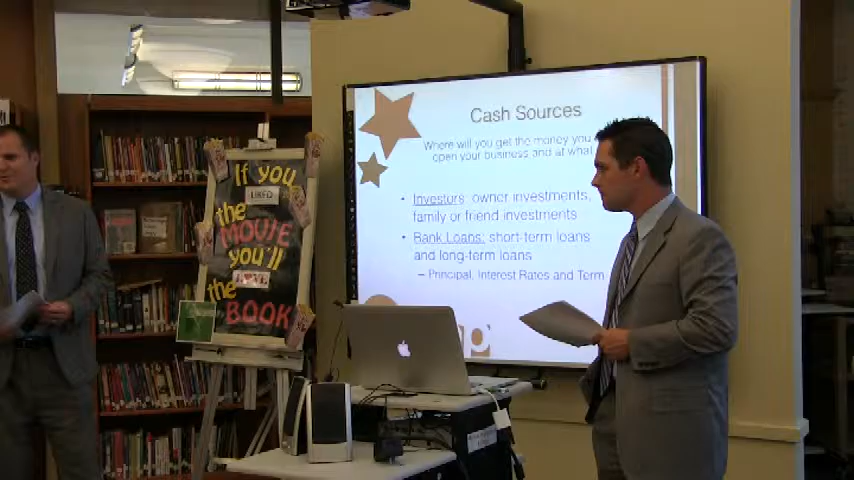 If you
LIKED
the
MOVIE
you'll
LOVE
the
BOOK
Cash Sources
Where will you get the money you
open your business and at what
• Investors: owner investments,
family or friend investments
• Bank Loans: short-term loans
and long-term loans
– Principal, Interest Rates and Term